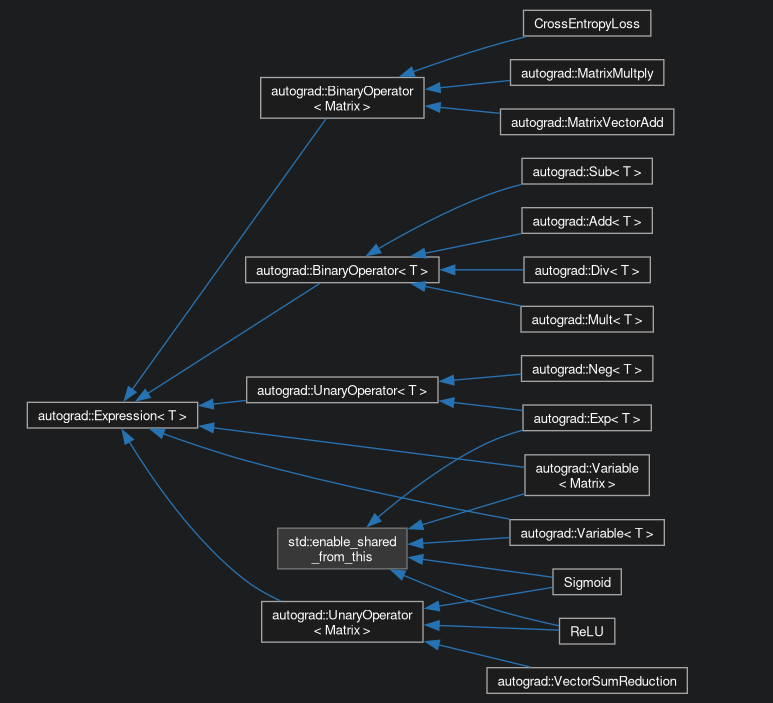 CrossEntropyLoss
autograd::MatrixMultply
autograd::BinaryOperator
< Matrix >
autograd::MatrixVectorAdd
autograd::Sub< T >
autograd::Add< T >
autograd::BinaryOperator< T >
autograd::Div< T >
autograd::Mult< T >
autograd::Neg< T >
autograd::UnaryOperator< T >
autograd::Expression< T >
autograd::Exp< T >
autograd::Variable
< Matrix >
autograd::Variable< T >
std::enable_shared
_from_this
Sigmoid
autograd::UnaryOperator
< Matrix >
ReLU
autograd::VectorSumReduction